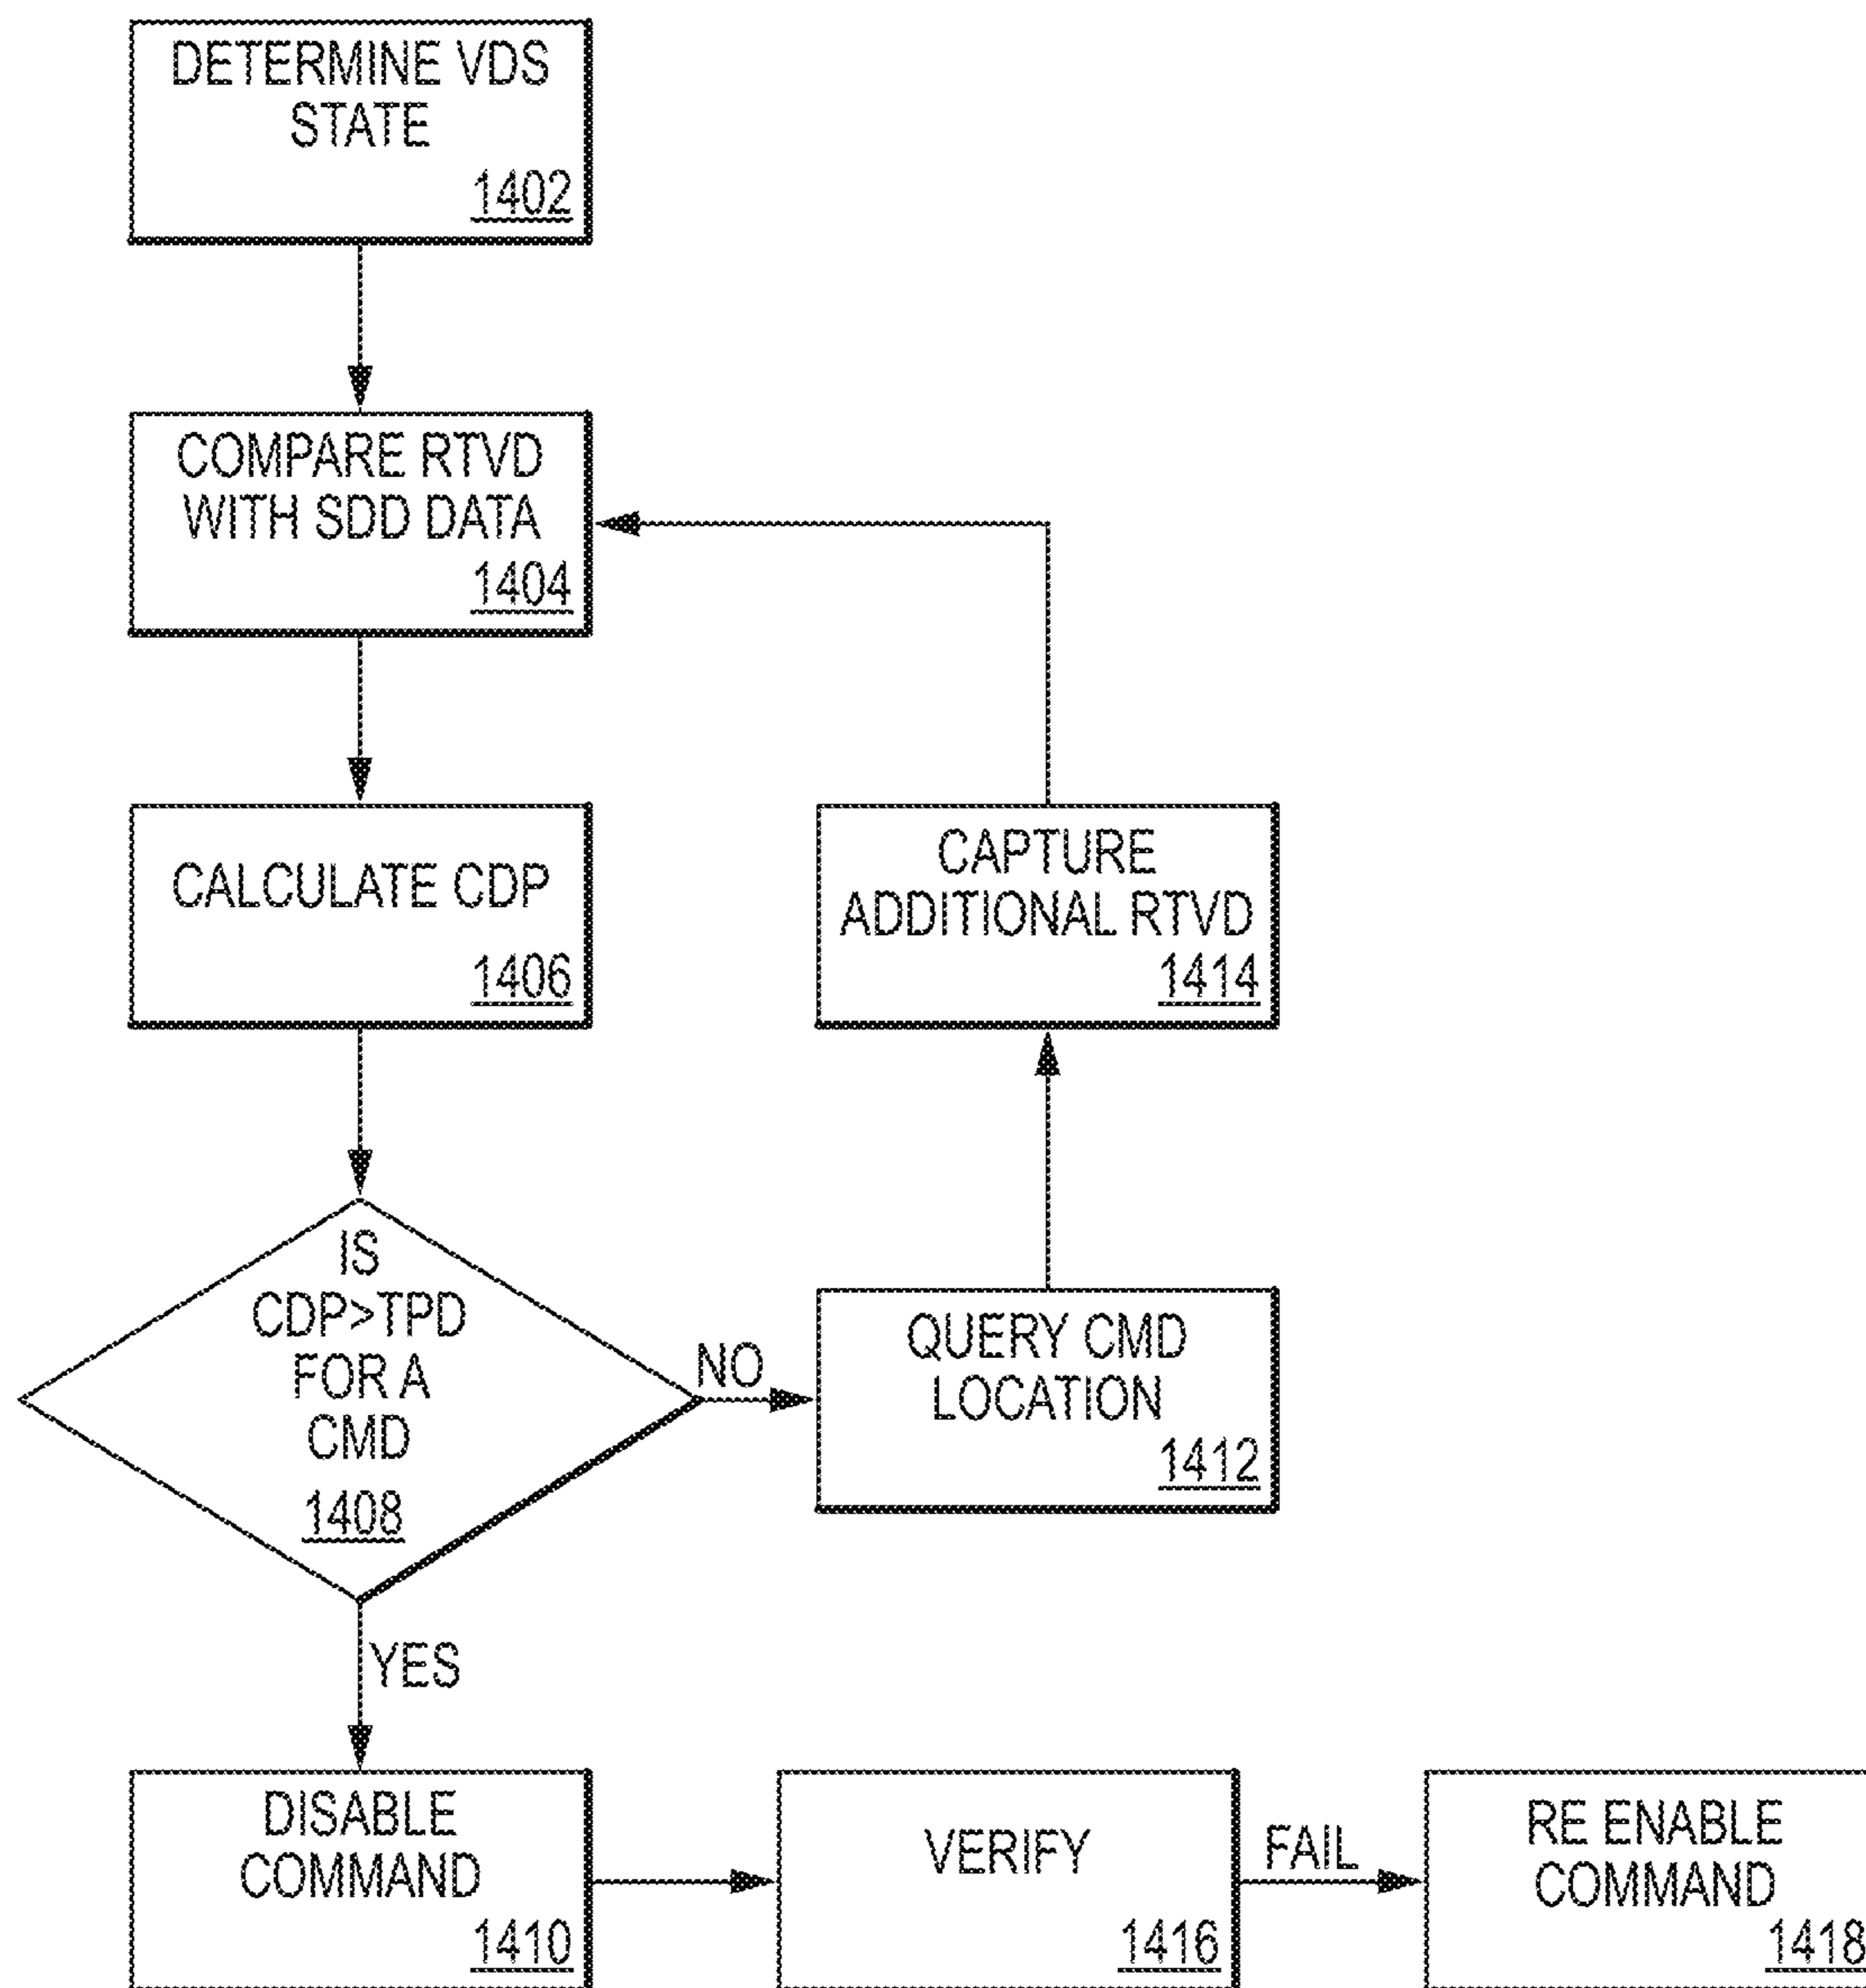 DETERMINE VDS
STATE
1402
COMPARE RTVD
WITH SDD DATA
1404
CALCULATE CDP
1406
CAPTURE
ADDITIONAL RTVD
1414
IS
CDP>TPD
FOR A
CMD
1408
NO
QUERY CMD
LOCATION
1412
YES
DISABLE
COMMAND
1410
VERIFY
1416
FAIL
RE ENABLE
COMMAND
1418